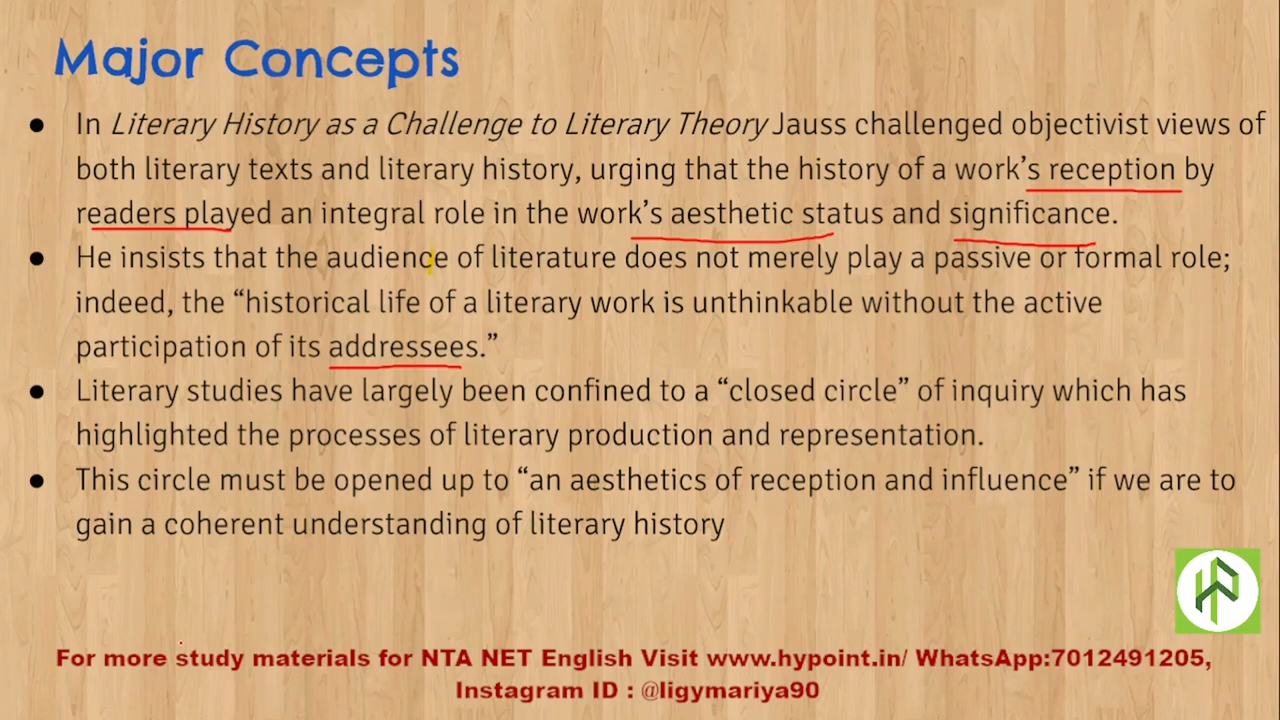 Major Concepts
● In Literary History as a Challenge to Literary Theory Jauss challenged objectivist views of
both literary texts and literary history, urging that the history of a work’s reception by
readers played an integral role in the work’s aesthetic status and significance.
● He insists that the audience of literature does not merely play a passive or formal role;
indeed, the “historical life of a literary work is unthinkable without the active
participation of its addressees.”
● Literary studies have largely been confined to a “closed circle” of inquiry which has
highlighted the processes of literary production and representation.
● This circle must be opened up to “an aesthetics of reception and influence” if we are to
gain a coherent understanding of literary history
For more study materials for NTA NET English Visit www.hypoint.in/ WhatsApp:7012491205,
Instagram ID : @ligymariya90